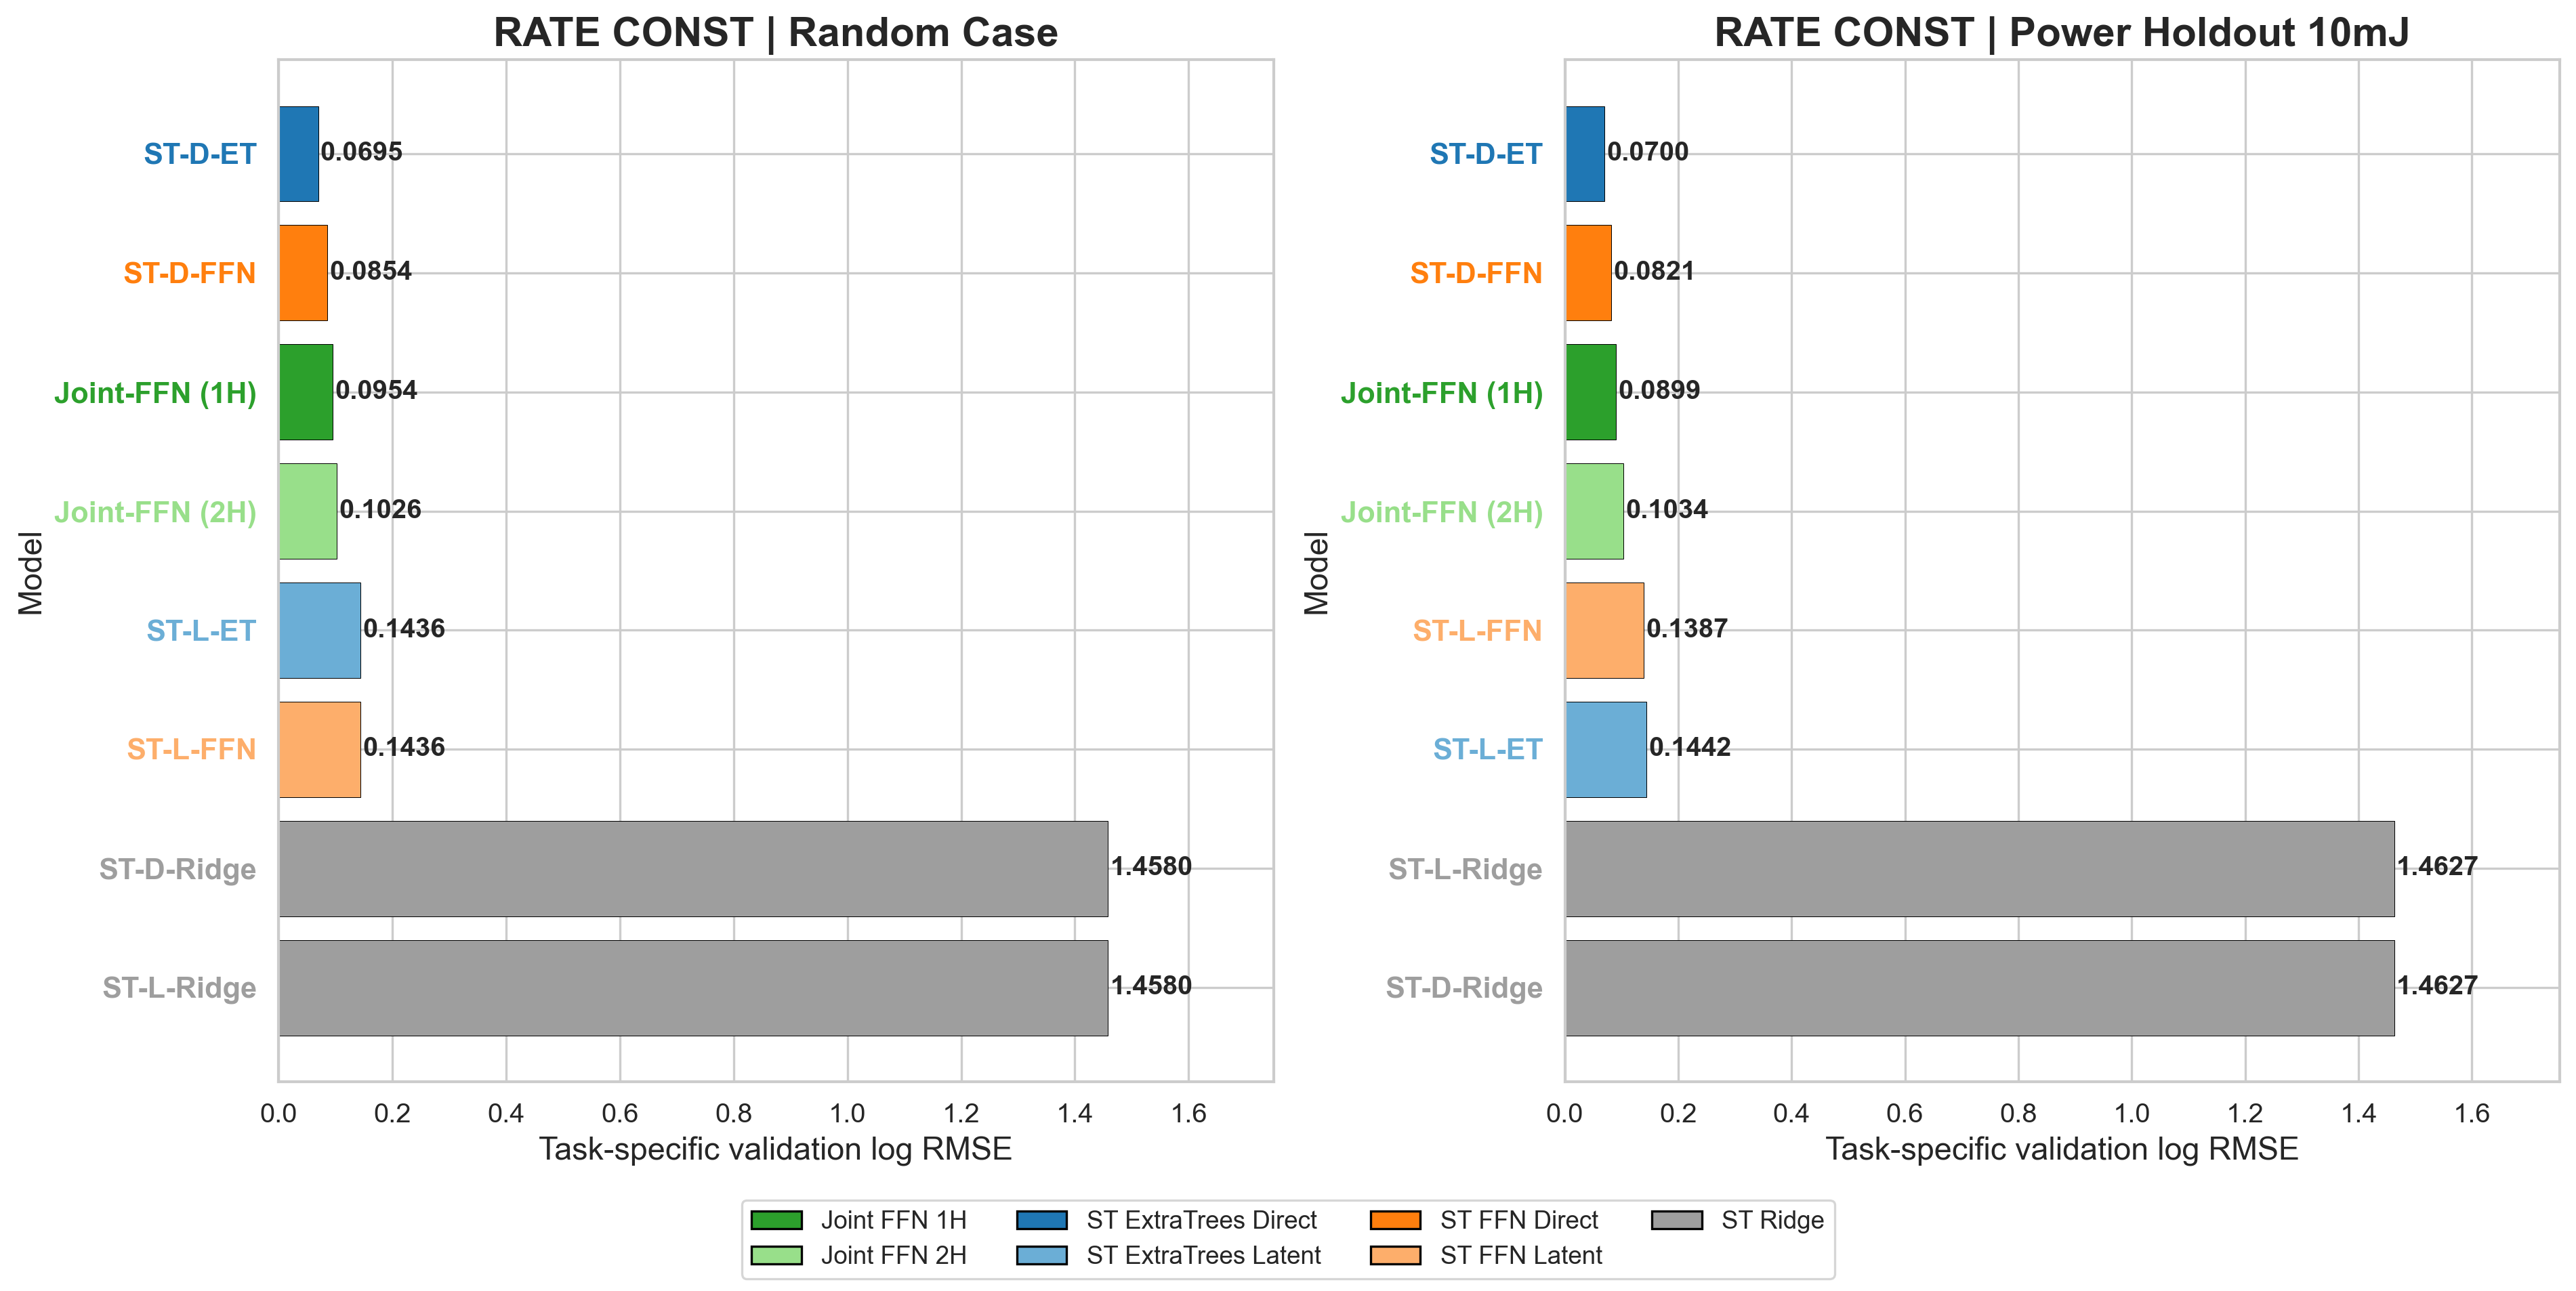 RATE CONST | Random Case
ST-D-ET
0.0695
ST-D-FFN
0.0854
Joint-FFN (1H)
0.0954
Joint-FFN (2H)
0.1026
ST-L-ET
0.1436
ST-L-FFN
0.1436
ST-D-Ridge
1.4580
ST-L-Ridge
1.4580
Model
0.0 0.2 0.4 0.6 0.8 1.0 1.2 1.4 1.6
Task-specific validation log RMSE
RATE CONST | Power Holdout 10mJ
ST-D-ET
0.0700
ST-D-FFN
0.0821
Joint-FFN (1H)
0.0899
Joint-FFN (2H)
0.1034
ST-L-FFN
0.1387
ST-L-ET
0.1442
ST-L-Ridge
1.4627
ST-D-Ridge
1.4627
Model
0.0 0.2 0.4 0.6 0.8 1.0 1.2 1.4 1.6
Task-specific validation log RMSE
Joint FFN 1H
Joint FFN 2H
ST ExtraTrees Direct
ST ExtraTrees Latent
ST FFN Direct
ST FFN Latent
ST Ridge